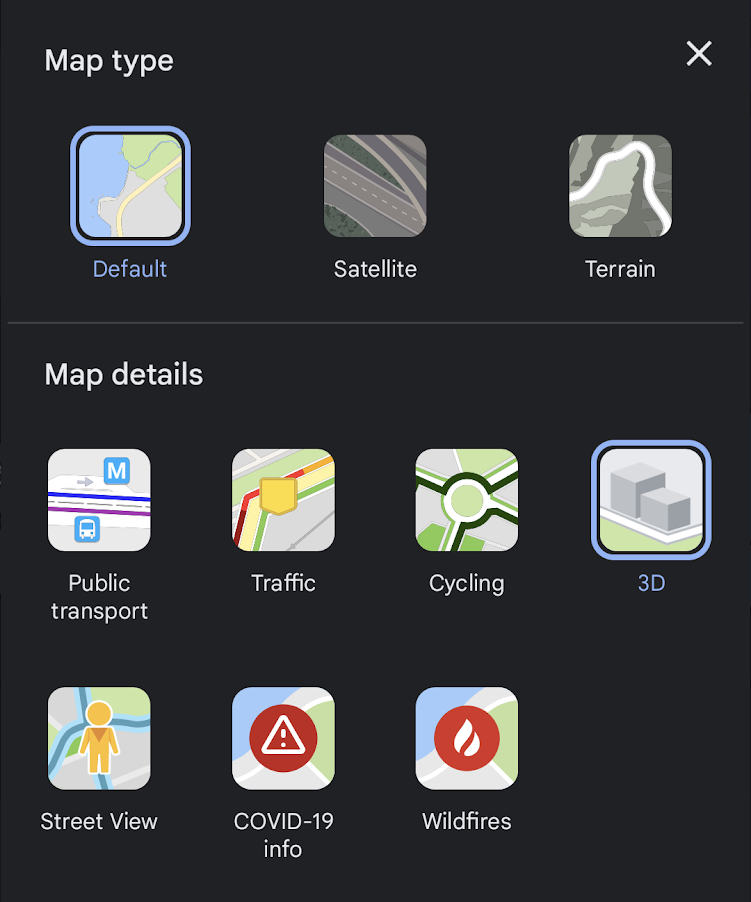 Map type
Default
Satellite
Terrain
Map details
M
Public
transport
Traffic
Cycling
3D
Street View
COVID-19
info
Wildfires